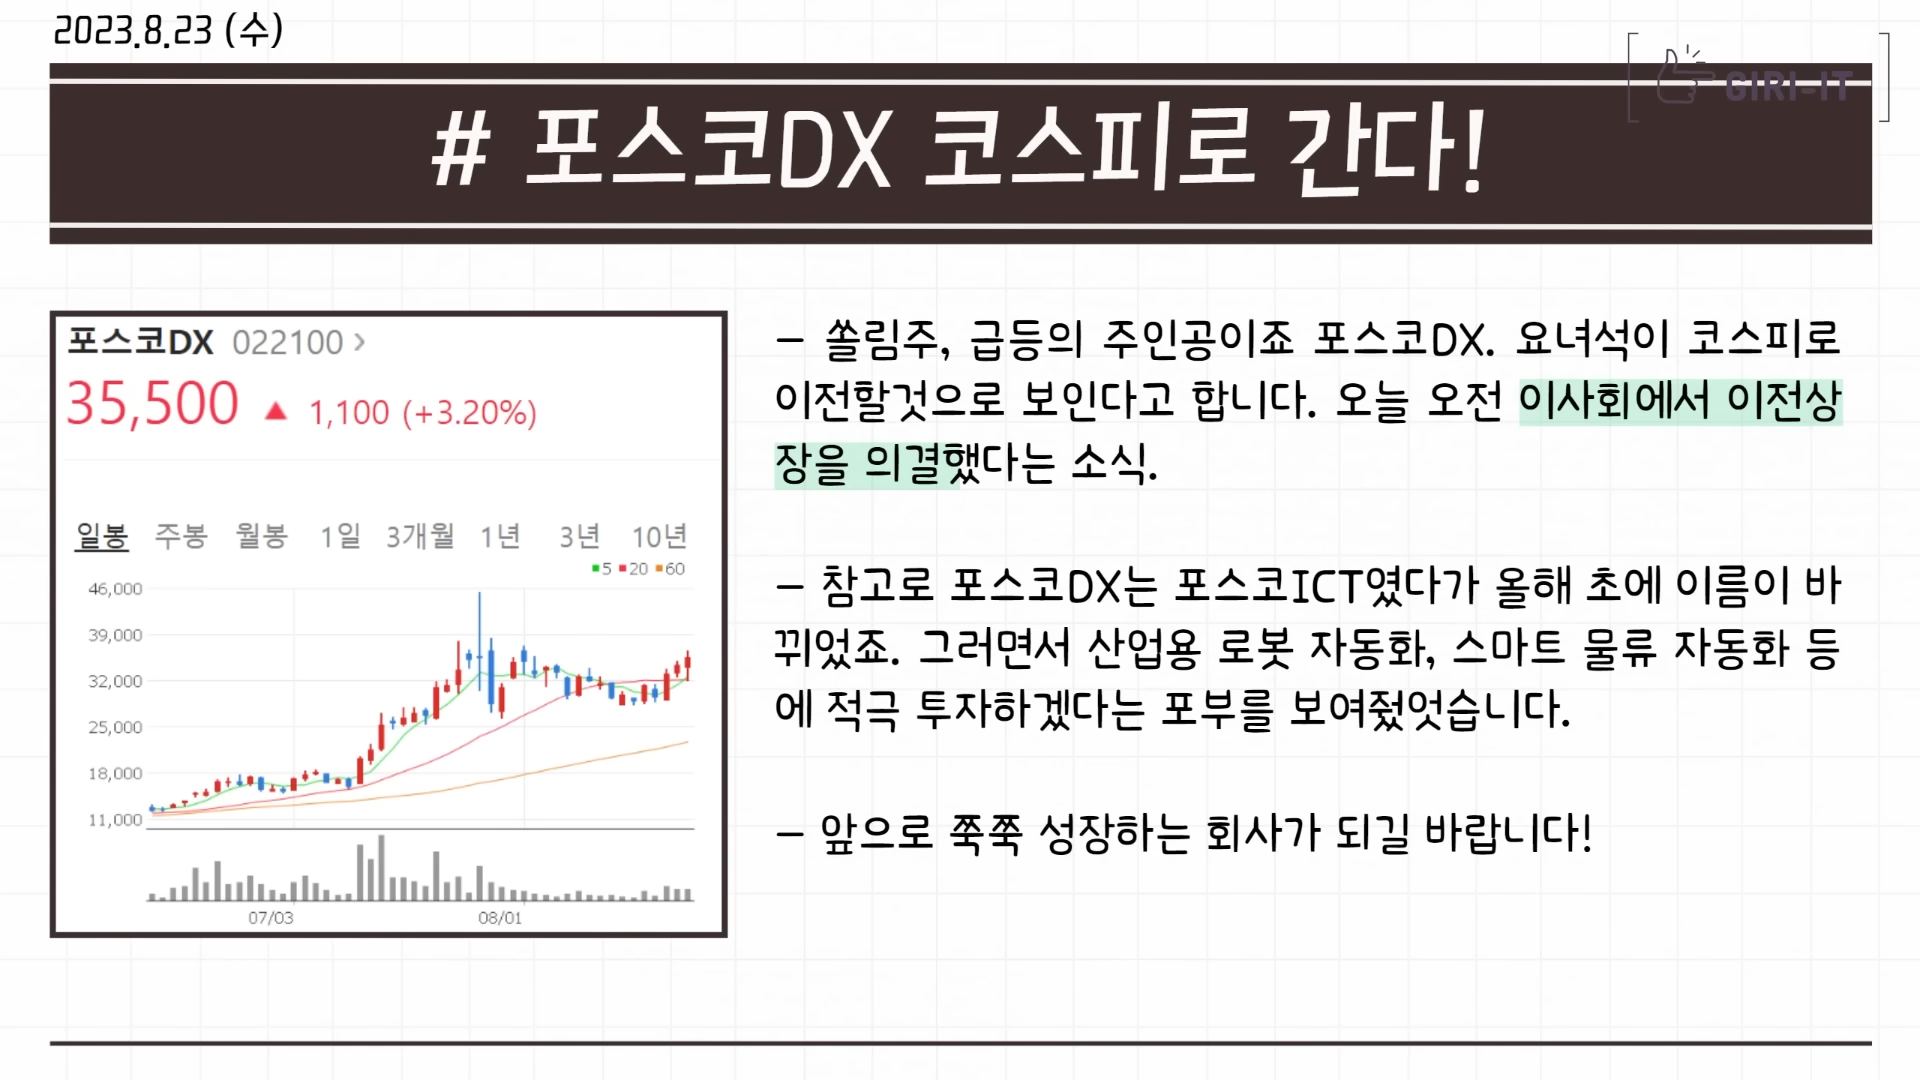 2023.8.23 (수)
GIRI-IT
# 포스코DX 코스피로 간다!
포스코DX 022100 >
35,500 ▲ 1,100 (+3.20%)
일봉 주봉 월봉 1일 3개월 1년 3년 10년
5 20 60
46,000
39,000
32,000
25,000
18,000
11,000
07/03 08/01
– 쏠림주, 급등의 주인공이죠 포스코DX. 요녀석이 코스피로
이전할것으로 보인다고 합니다. 오늘 오전 이사회에서 이전상
장을 의결했다는 소식.
– 참고로 포스코DX는 포스코ICT였다가 올해 초에 이름이 바
뀌었죠. 그러면서 산업용 로봇 자동화, 스마트 물류 자동화 등
에 적극 투자하겠다는 포부를 보여줬엇습니다.
– 앞으로 쭉쭉 성장하는 회사가 되길 바랍니다!